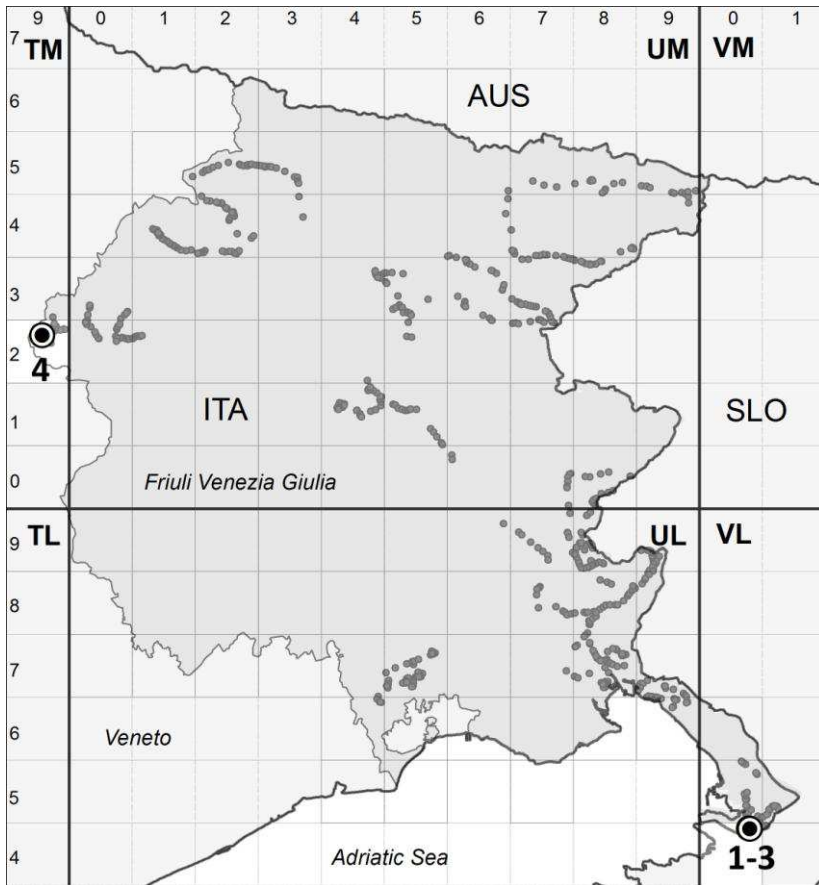 9 0 1 2 3 4 5 6 7 8 9 0 1
7 TM UM VM
AUS
6
5
4
3
4
2
ITA SLO
1
0 Friuli Venezia Giulia
TL UL VL
9
8
7
6 Veneto
5
1-3
4 Adriatic Sea